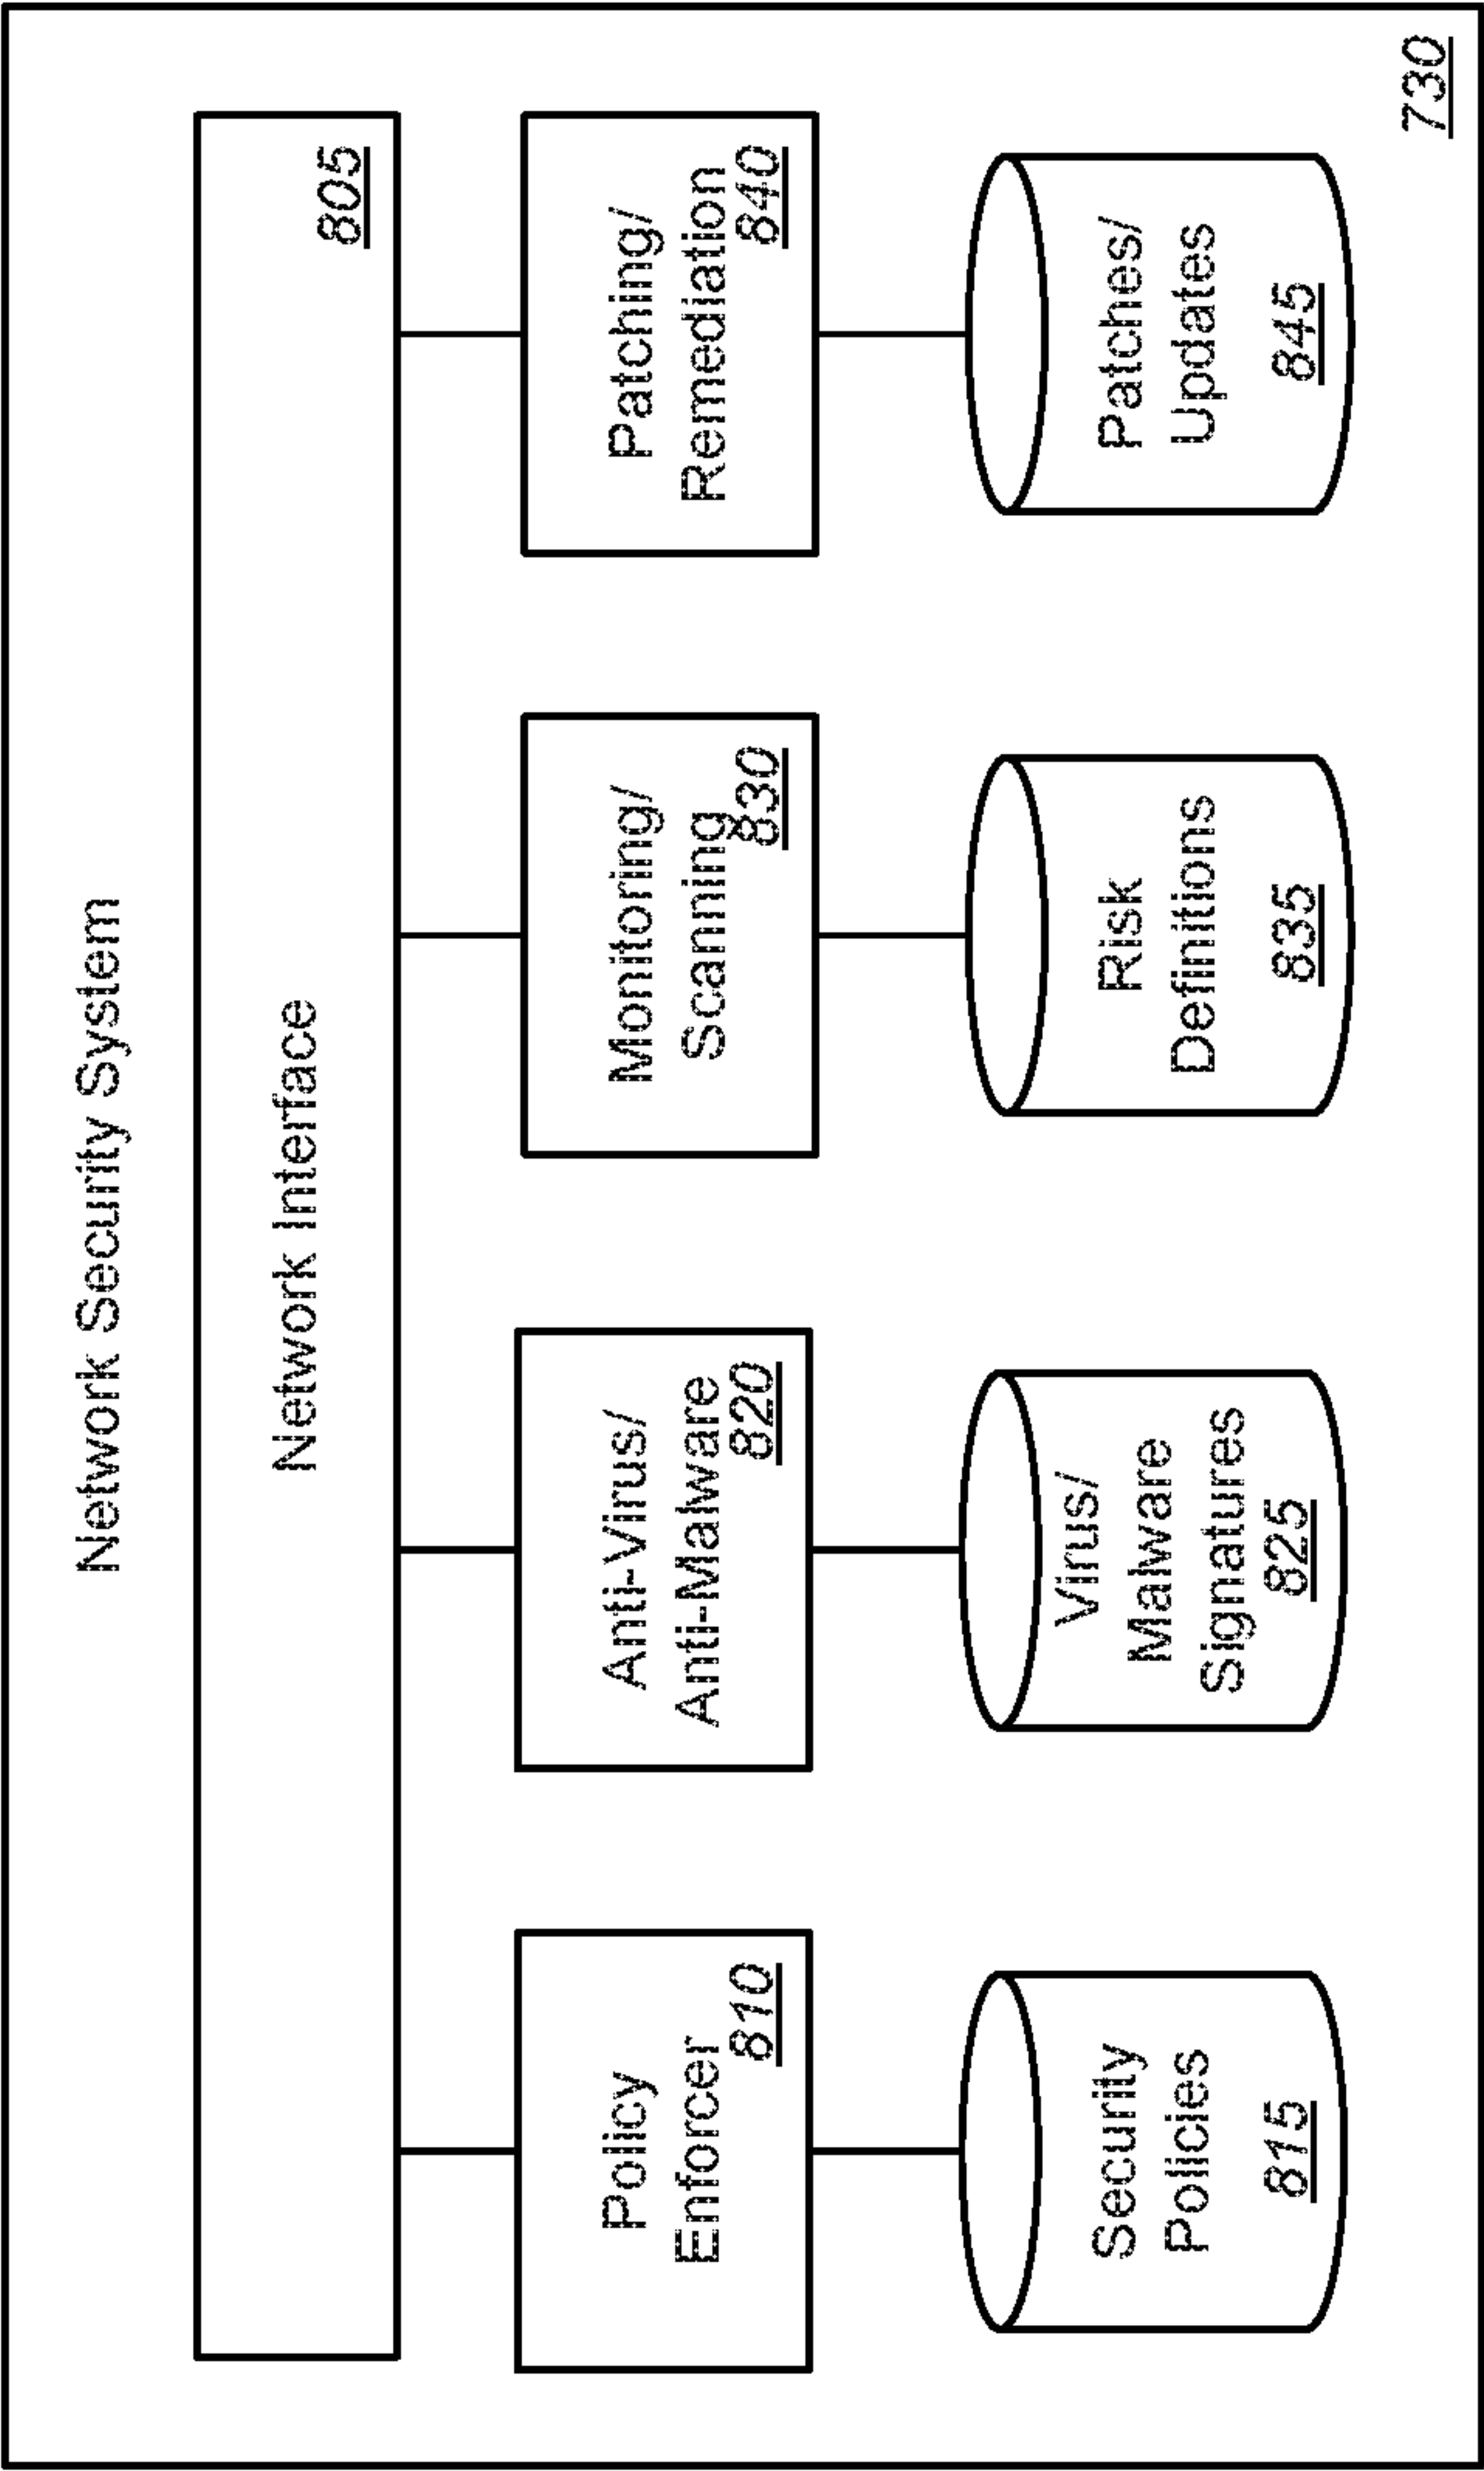 Network Security System
Network Interface
805
Policy
Enforcer
810
Anti-Virus/
Anti-Malware
820
Monitoring/
Scanning
830
Patching/
Remediation
840
Security
Policies
815
Virus/
Malware
Signatures
825
Risk
Definitions
835
Patches/
Updates
845
730